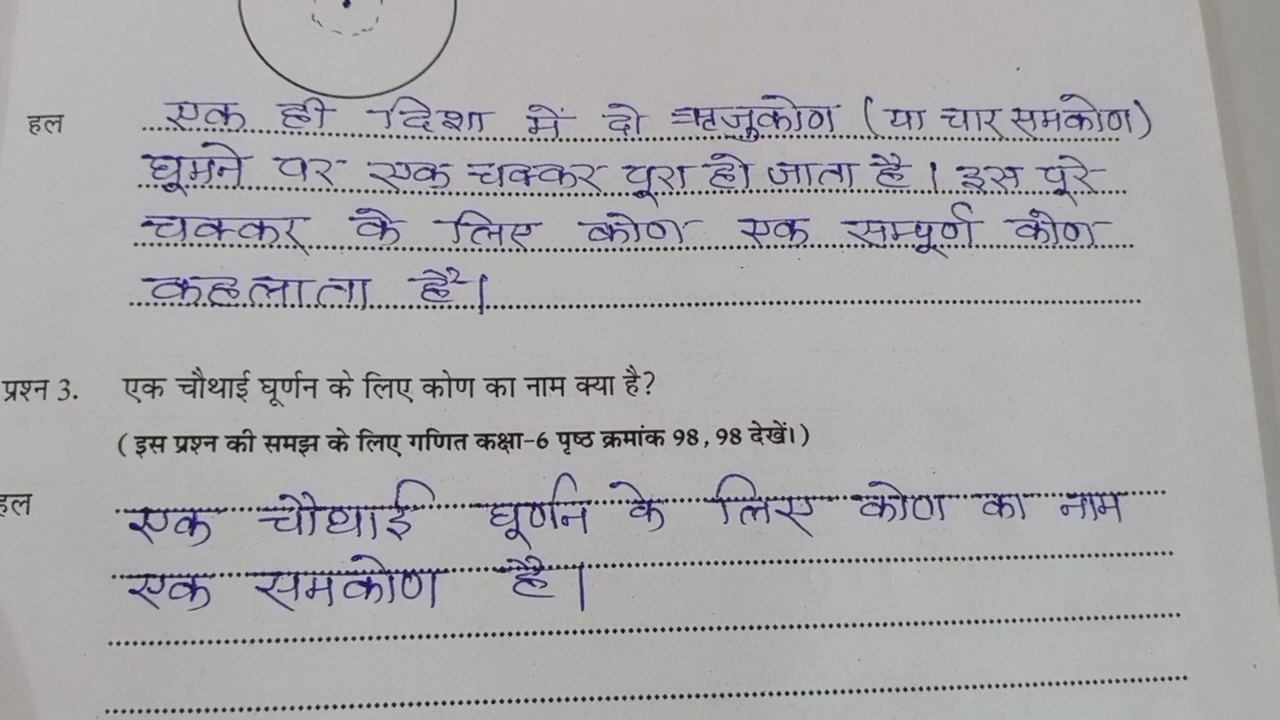 हल एक ही दिशा में दो ऋजुकोण (या चार समकोण)
घूमने पर एक चक्कर पूरा हो जाता है। इस पूरे
चक्कर के लिए कोण एक सम्पूर्ण कोण
कहलाता है।
प्रश्न 3. एक चौथाई घूर्णन के लिए कोण का नाम क्या है?
(इस प्रश्न की समझ के लिए गणित कक्षा-6 पृष्ठ क्रमांक 98, 98 देखें।)
हल एक चौथाई घूर्णन के लिए कोण का नाम
एक समकोण है।